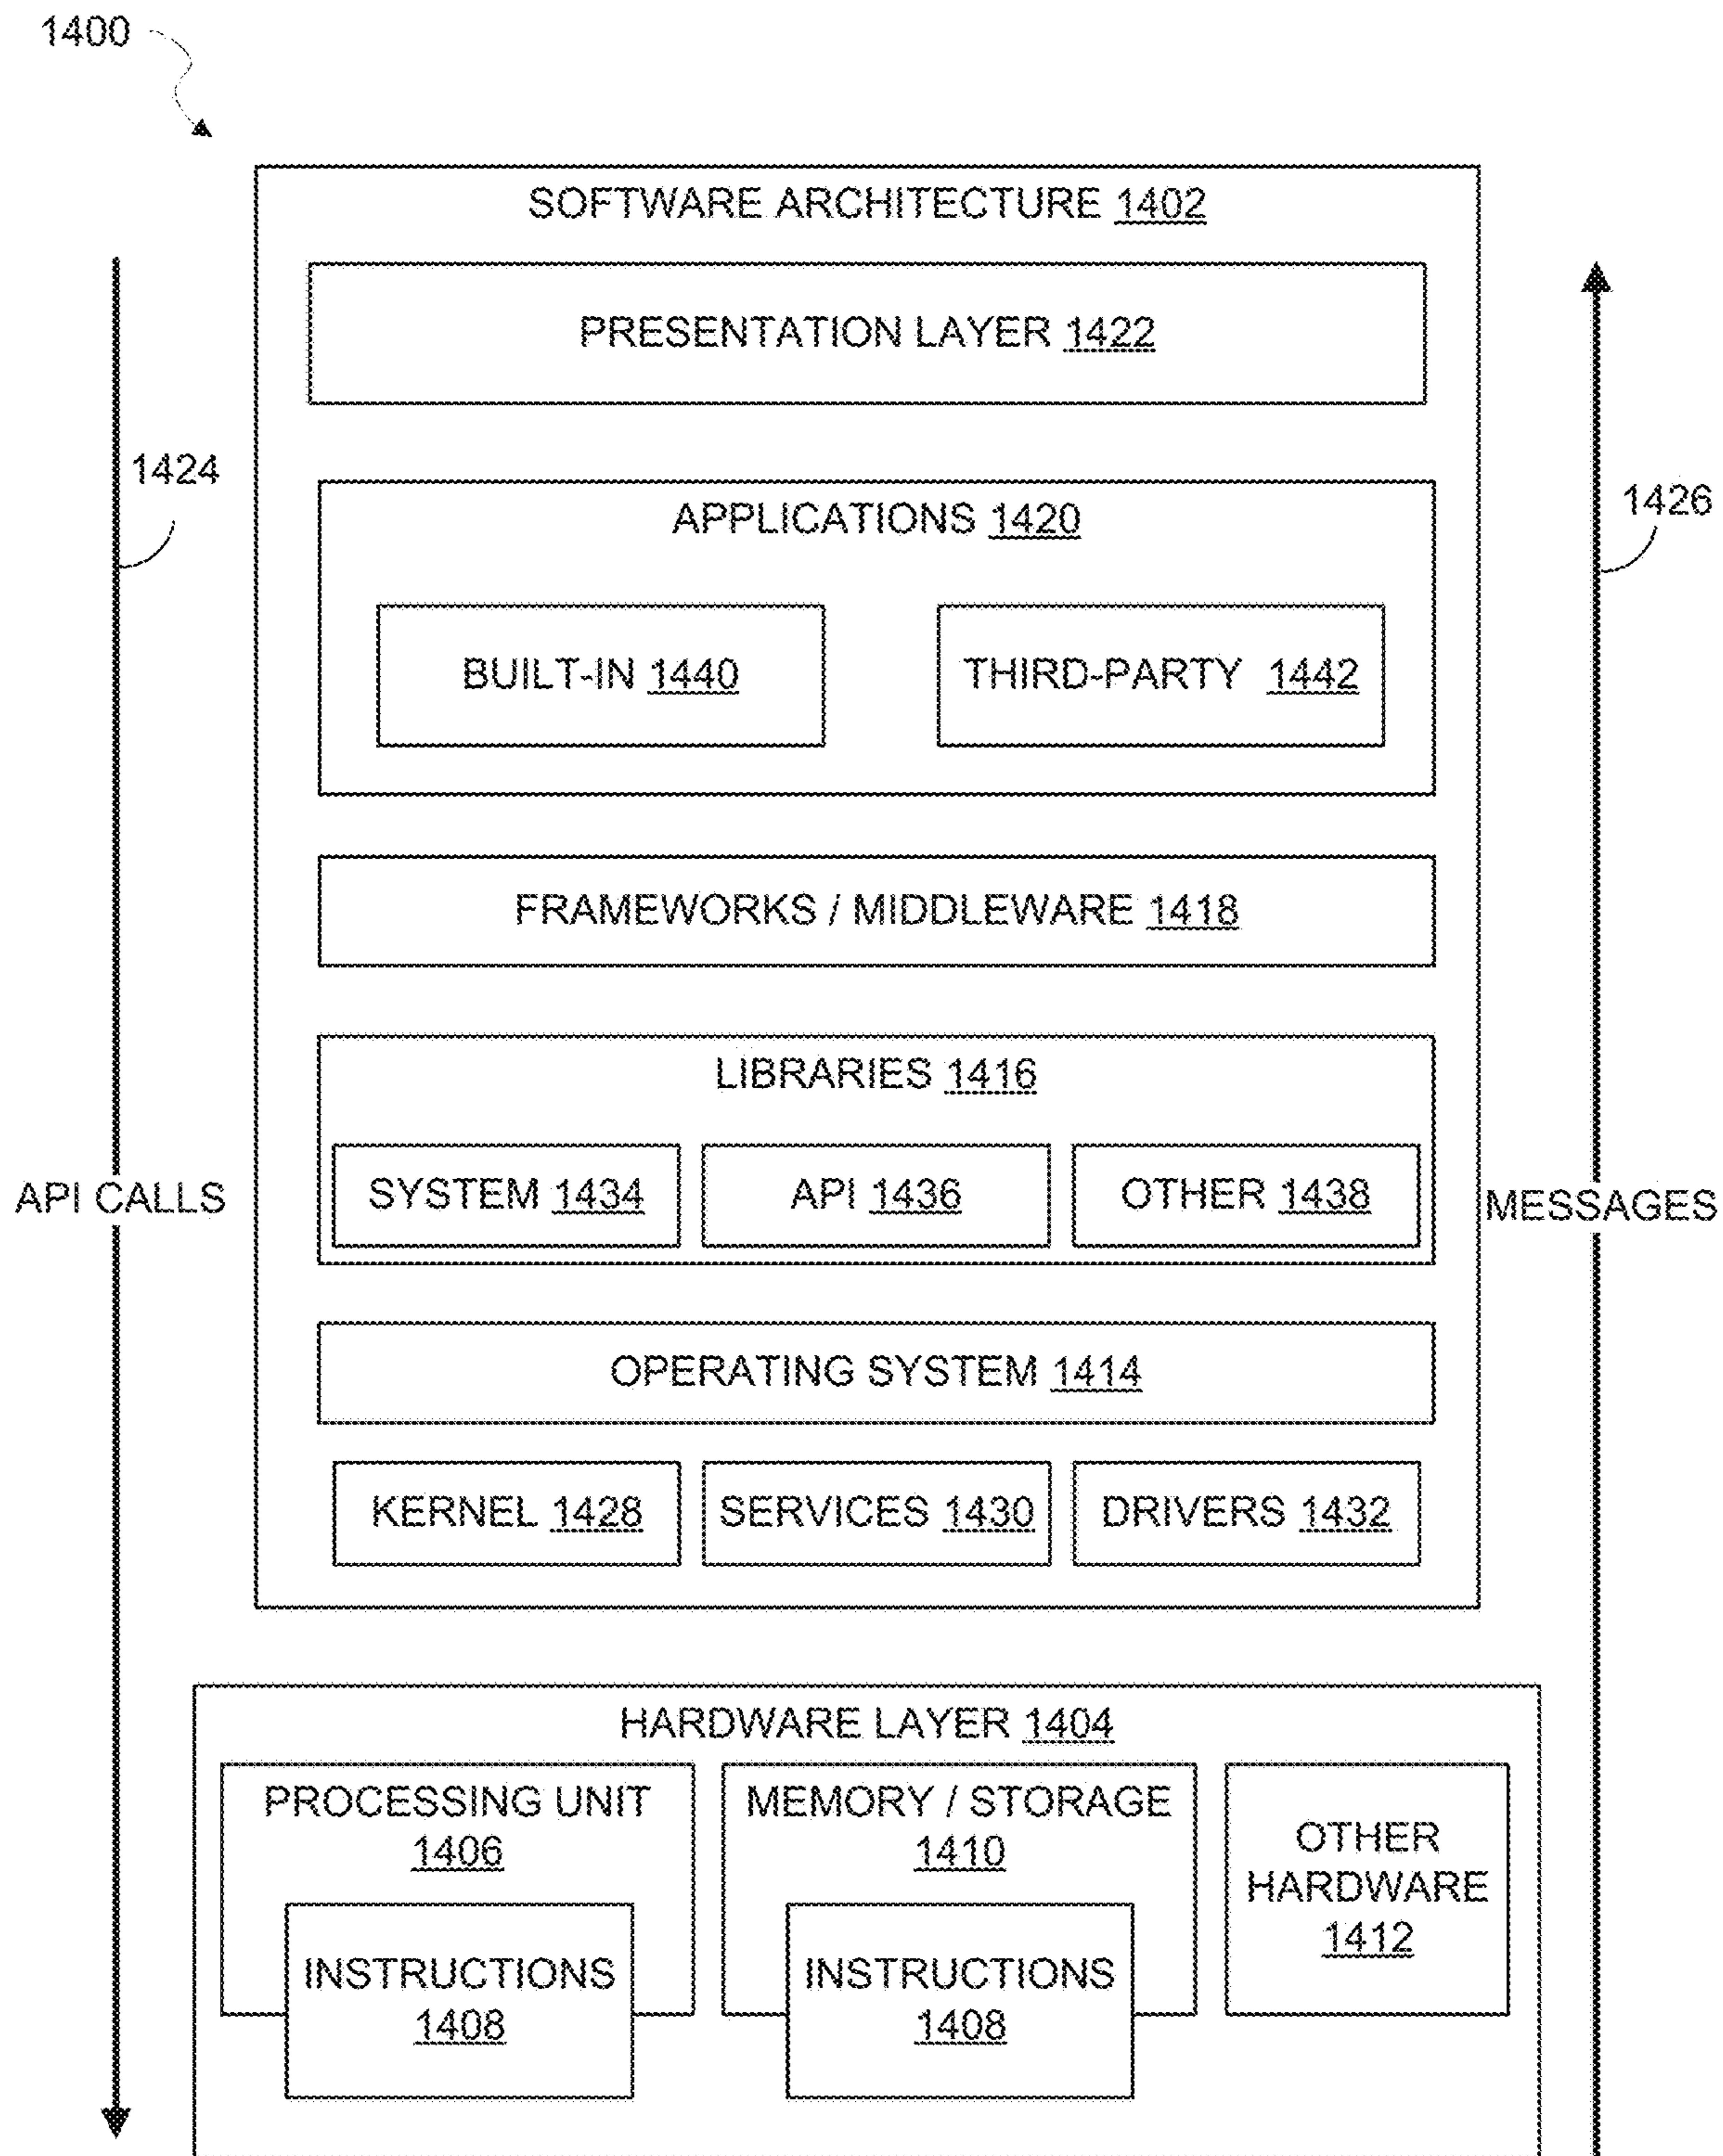 1400
SOFTWARE ARCHITECTURE 1402
PRESENTATION LAYER 1422
1424
1426
APPLICATIONS 1420
BUILT-IN 1440
THIRD-PARTY 1442
FRAMEWORKS / MIDDLEWARE 1418
LIBRARIES 1416
SYSTEM 1434
API 1436
OTHER 1438
API CALLS
MESSAGES
OPERATING SYSTEM 1414
KERNEL 1428
SERVICES 1430
DRIVERS 1432
HARDWARE LAYER 1404
PROCESSING UNIT
1406
INSTRUCTIONS
1408
MEMORY / STORAGE
1410
INSTRUCTIONS
1408
OTHER
HARDWARE
1412